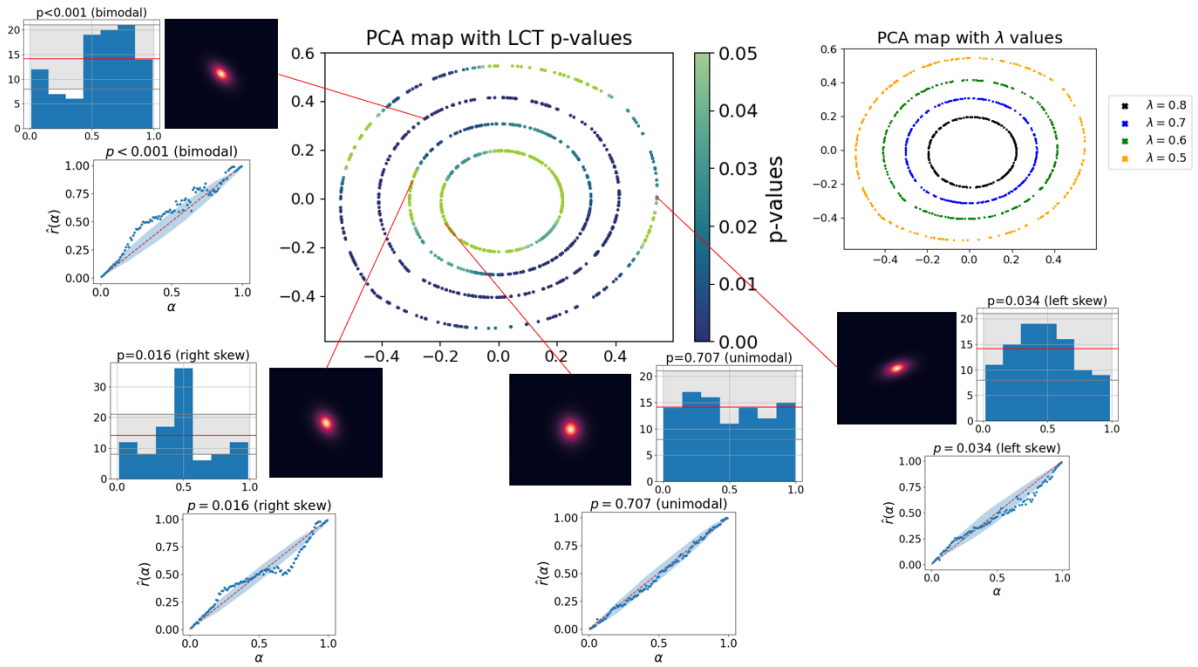 p<0.001 (bimodal)
20
15
10
5
0
0.0 0.5 1.0
p < 0.001 (bimodal)
1.00
0.75
0.50
0.25
0.00
r̂(α)
0.0 0.5 1.0
α
PCA map with LCT p-values
0.6
0.4
0.2
0.0
−0.2
−0.4
−0.4 −0.2 0.0 0.2 0.4
0.05
0.04
0.03
0.02
0.01
0.00
p-values
PCA map with λ values
0.6
0.4
0.2
0.0
−0.2
−0.4
−0.4 −0.2 0.0 0.2 0.4
λ = 0.8
λ = 0.7
λ = 0.6
λ = 0.5
p=0.016 (right skew)
30
20
10
0
0.0 0.5 1.0
p = 0.016 (right skew)
1.00
0.75
0.50
0.25
0.00
r̂(α)
0.0 0.5 1.0
α
p=0.707 (unimodal)
20
15
10
5
0
0.0 0.5 1.0
p = 0.707 (unimodal)
1.00
0.75
0.50
0.25
0.00
r̂(α)
0.0 0.5 1.0
α
p=0.034 (left skew)
20
15
10
5
0
0.0 0.5 1.0
p = 0.034 (left skew)
1.00
0.75
0.50
0.25
0.00
r̂(α)
0.0 0.5 1.0
α